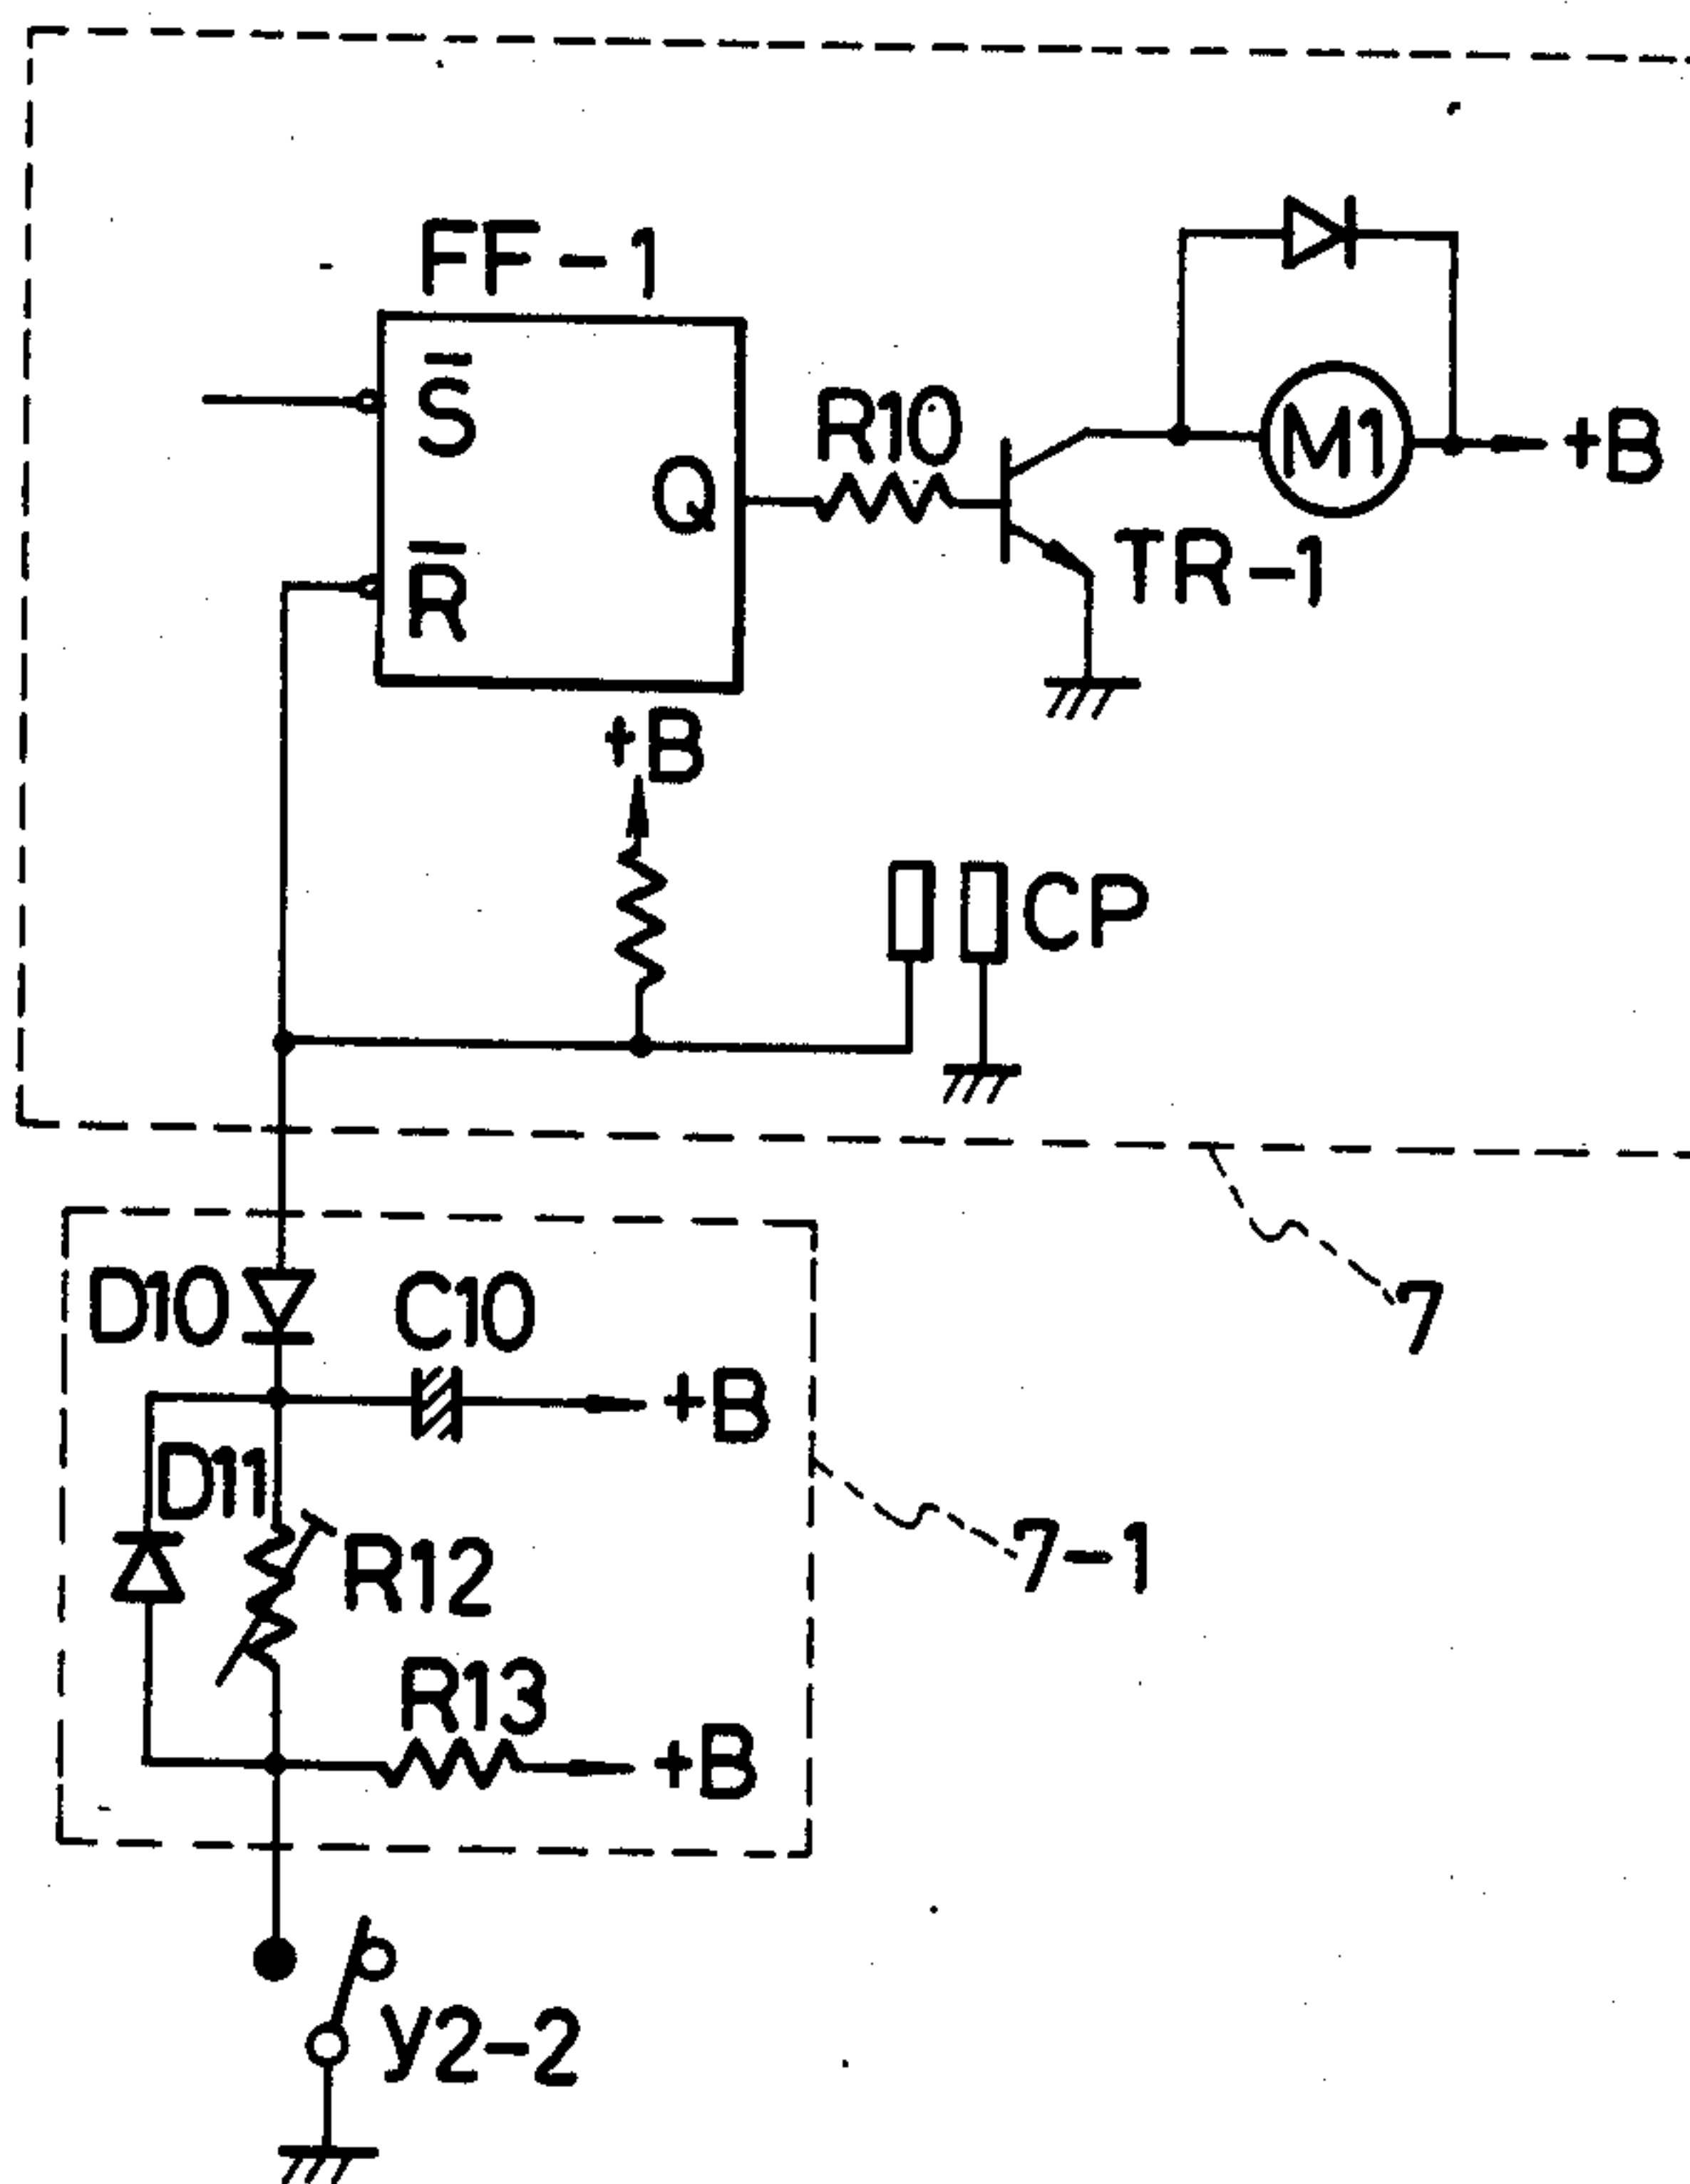 FF-1
S̅
R10
Q
M1
+B
TR-1
R̅
+B
CP
7
D10
C10
+B
D11
R12
7-1
R13
+B
y2-2